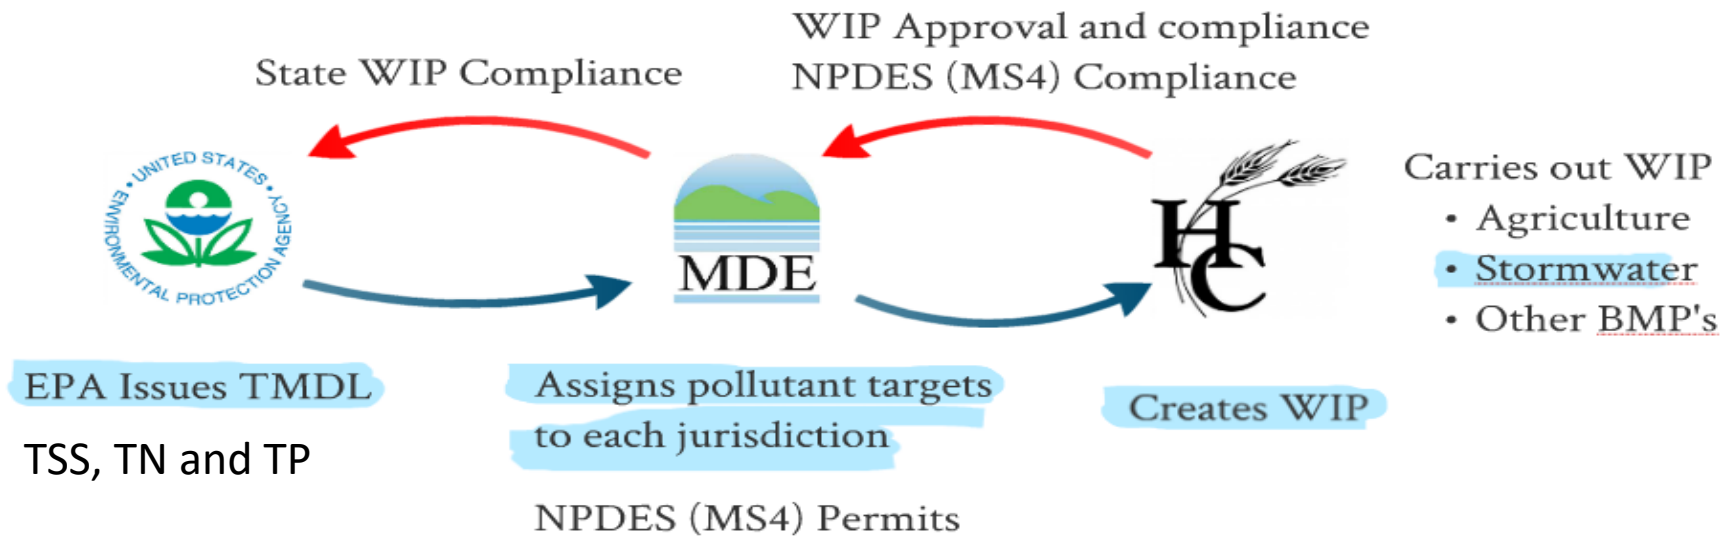 WIP Approval and compliance
State WIP Compliance
NPDES (MS4) Compliance
UNITED STATES
ENVIRONMENTAL PROTECTION AGENCY
MDE
HC
Carries out WIP
• Agriculture
• Stormwater
• Other BMP's
EPA Issues TMDL
TSS, TN and TP
Assigns pollutant targets
to each jurisdiction
NPDES (MS4) Permits
Creates WIP